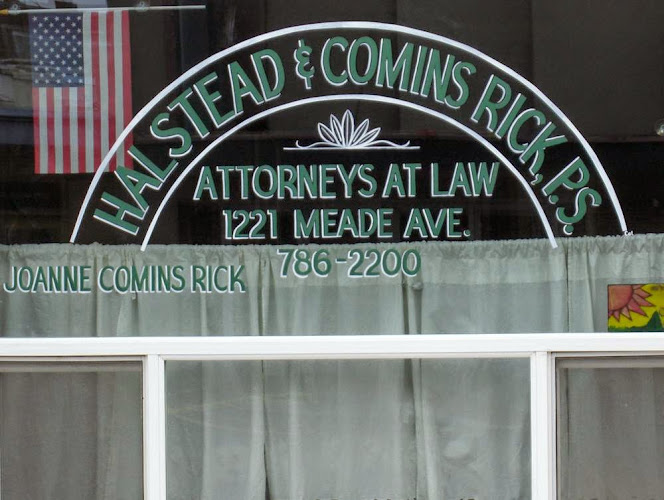 HALSTEAD & COMINS RICK, P.S.
ATTORNEYS AT LAW
1221 MEADE AVE.
786-2200
JOANNE COMINS RICK